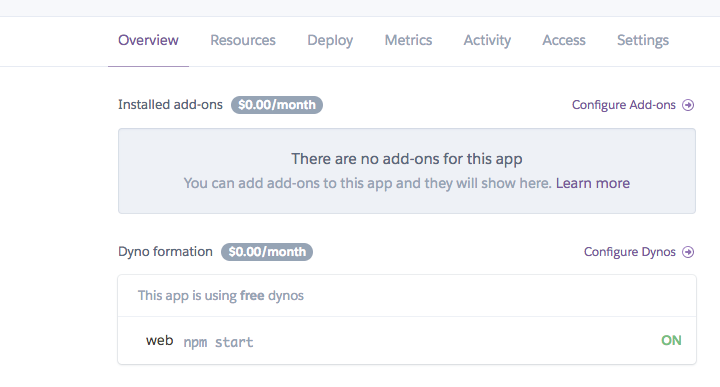 Overview Resources Deploy Metrics Activity Access Settings
Installed add-ons $0.00/month Configure Add-ons
There are no add-ons for this app
You can add add-ons to this app and they will show here. Learn more
Dyno formation $0.00/month Configure Dynos
This app is using free dynos
web npm start ON